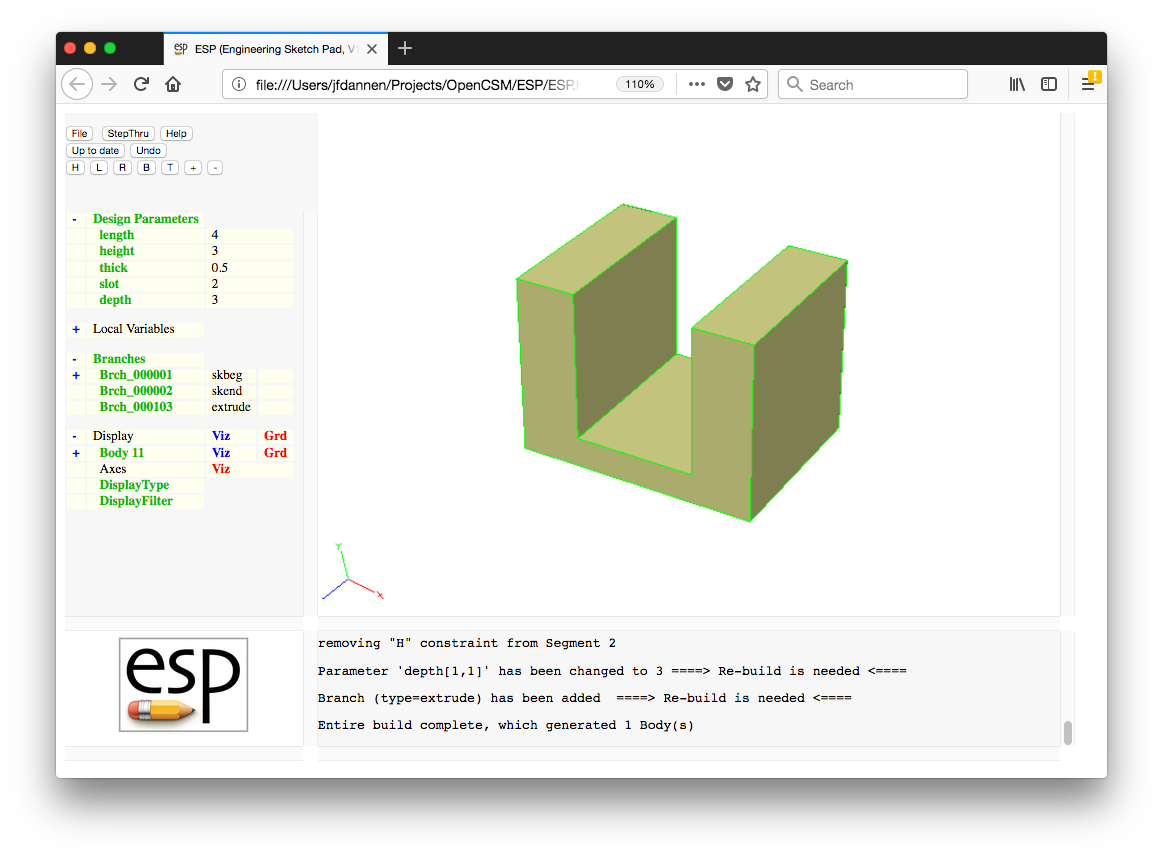 esp ESP (Engineering Sketch Pad, V
file:///Users/jfdannen/Projects/OpenCSM/ESP/ESP. 110% Search
File StepThru Help
Up to date Undo
H L R B T + -
- Design Parameters
length 4
height 3
thick 0.5
slot 2
depth 3
+ Local Variables
- Branches
+ Brch_000001 skbeg
Brch_000002 skend
Brch_000103 extrude
- Display Viz Grd
+ Body 11 Viz Grd
Axes Viz
DisplayType
DisplayFilter
Y
X
esp
removing "H" constraint from Segment 2
Parameter 'depth[1,1]' has been changed to 3 ====> Re-build is needed <====
Branch (type=extrude) has been added ====> Re-build is needed <====
Entire build complete, which generated 1 Body(s)